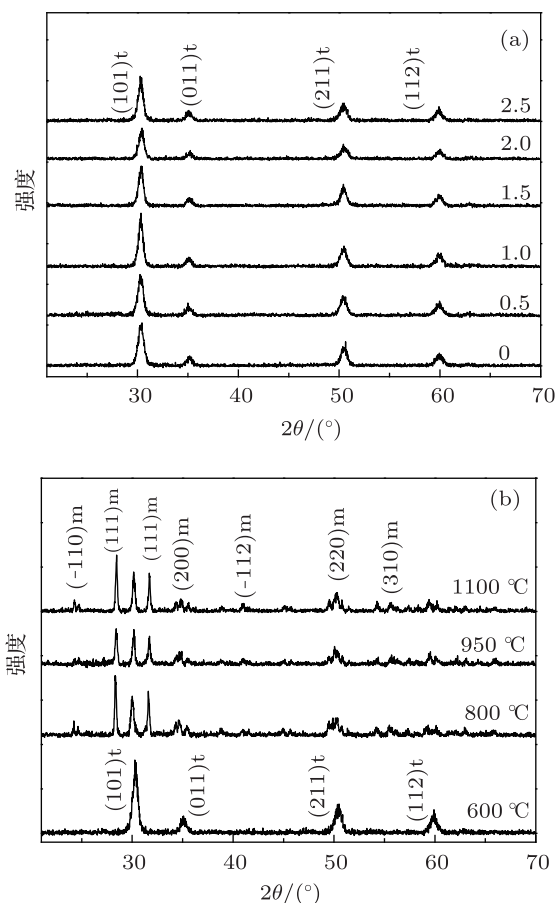 (a)
(101)t
(011)t
(211)t
(112)t
2.5
2.0
1.5
1.0
0.5
0
强度
30
40
50
60
70
2θ/(°)
(b)
(-110)m
(111)m
(111)m
(200)m
(-112)m
(220)m
(310)m
1100 ℃
950 ℃
800 ℃
600 ℃
(101)t
(011)t
(211)t
(112)t
强度
30
40
50
60
70
2θ/(°)